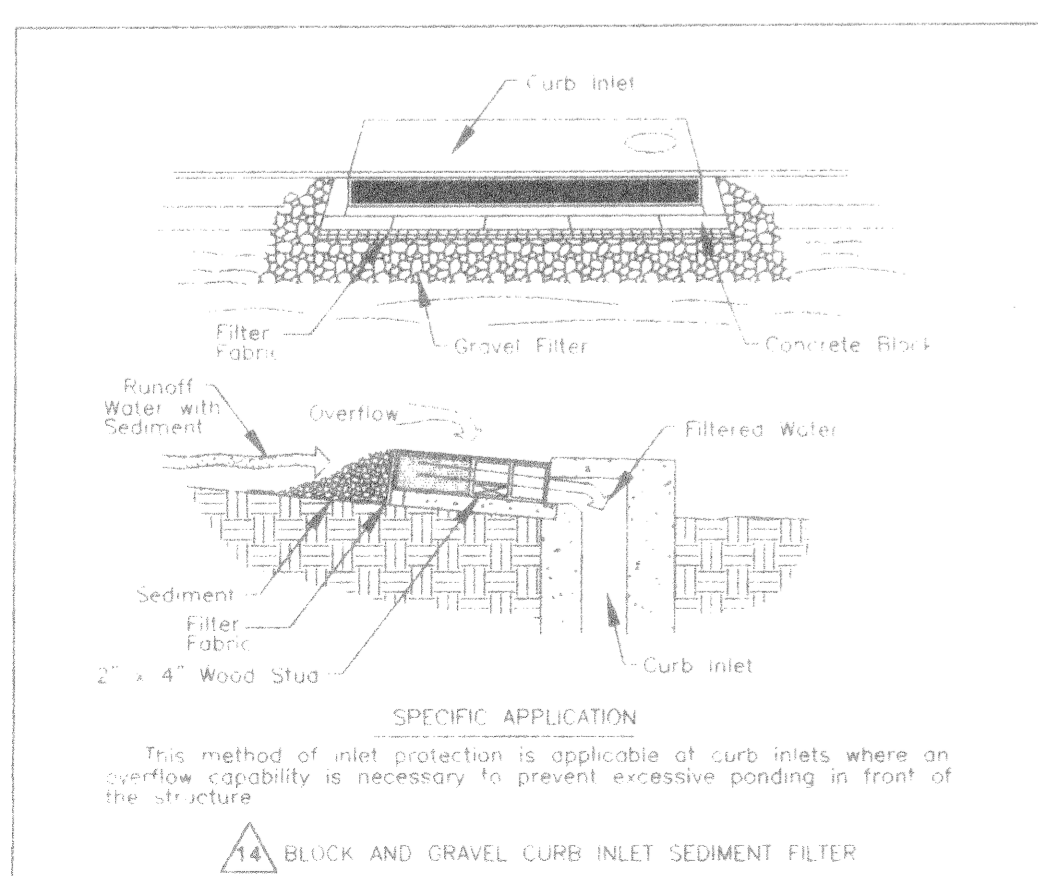 Curb Inlet
Filter
Fabric
Gravel Filter
Concrete Block
Runoff
Water with
Sediment
Overflow
Filtered Water
Sediment
Filter
Fabric
2" x 4" Wood Stud
Curb Inlet
SPECIFIC APPLICATION
This method of inlet protection is applicable at curb inlets where an
overflow capability is necessary to prevent excessive ponding in front of
the structure
14 BLOCK AND GRAVEL CURB INLET SEDIMENT FILTER